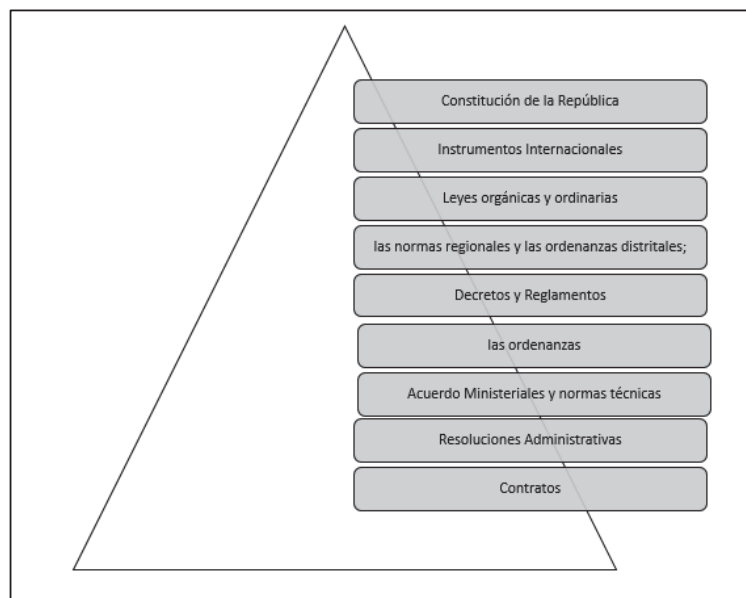 Constitución de la República
Instrumentos Internacionales
Leyes orgánicas y ordinarias
las normas regionales y las ordenanzas distritales;
Decretos y Reglamentos
las ordenanzas
Acuerdo Ministeriales y normas técnicas
Resoluciones Administrativas
Contratos